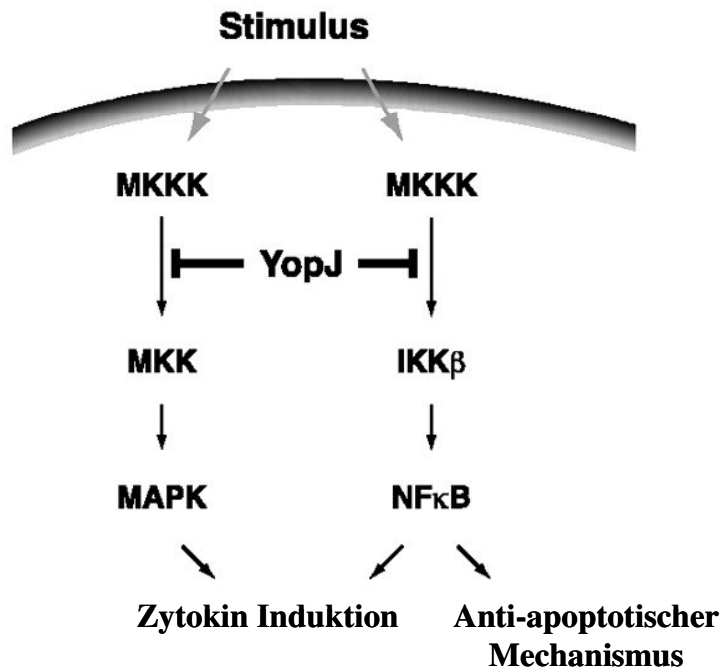 Stimulus
MKKK MKKK
YopJ
MKK IKKβ
MAPK NFκB
Zytokin Induktion Anti-apoptotischer
Mechanismus